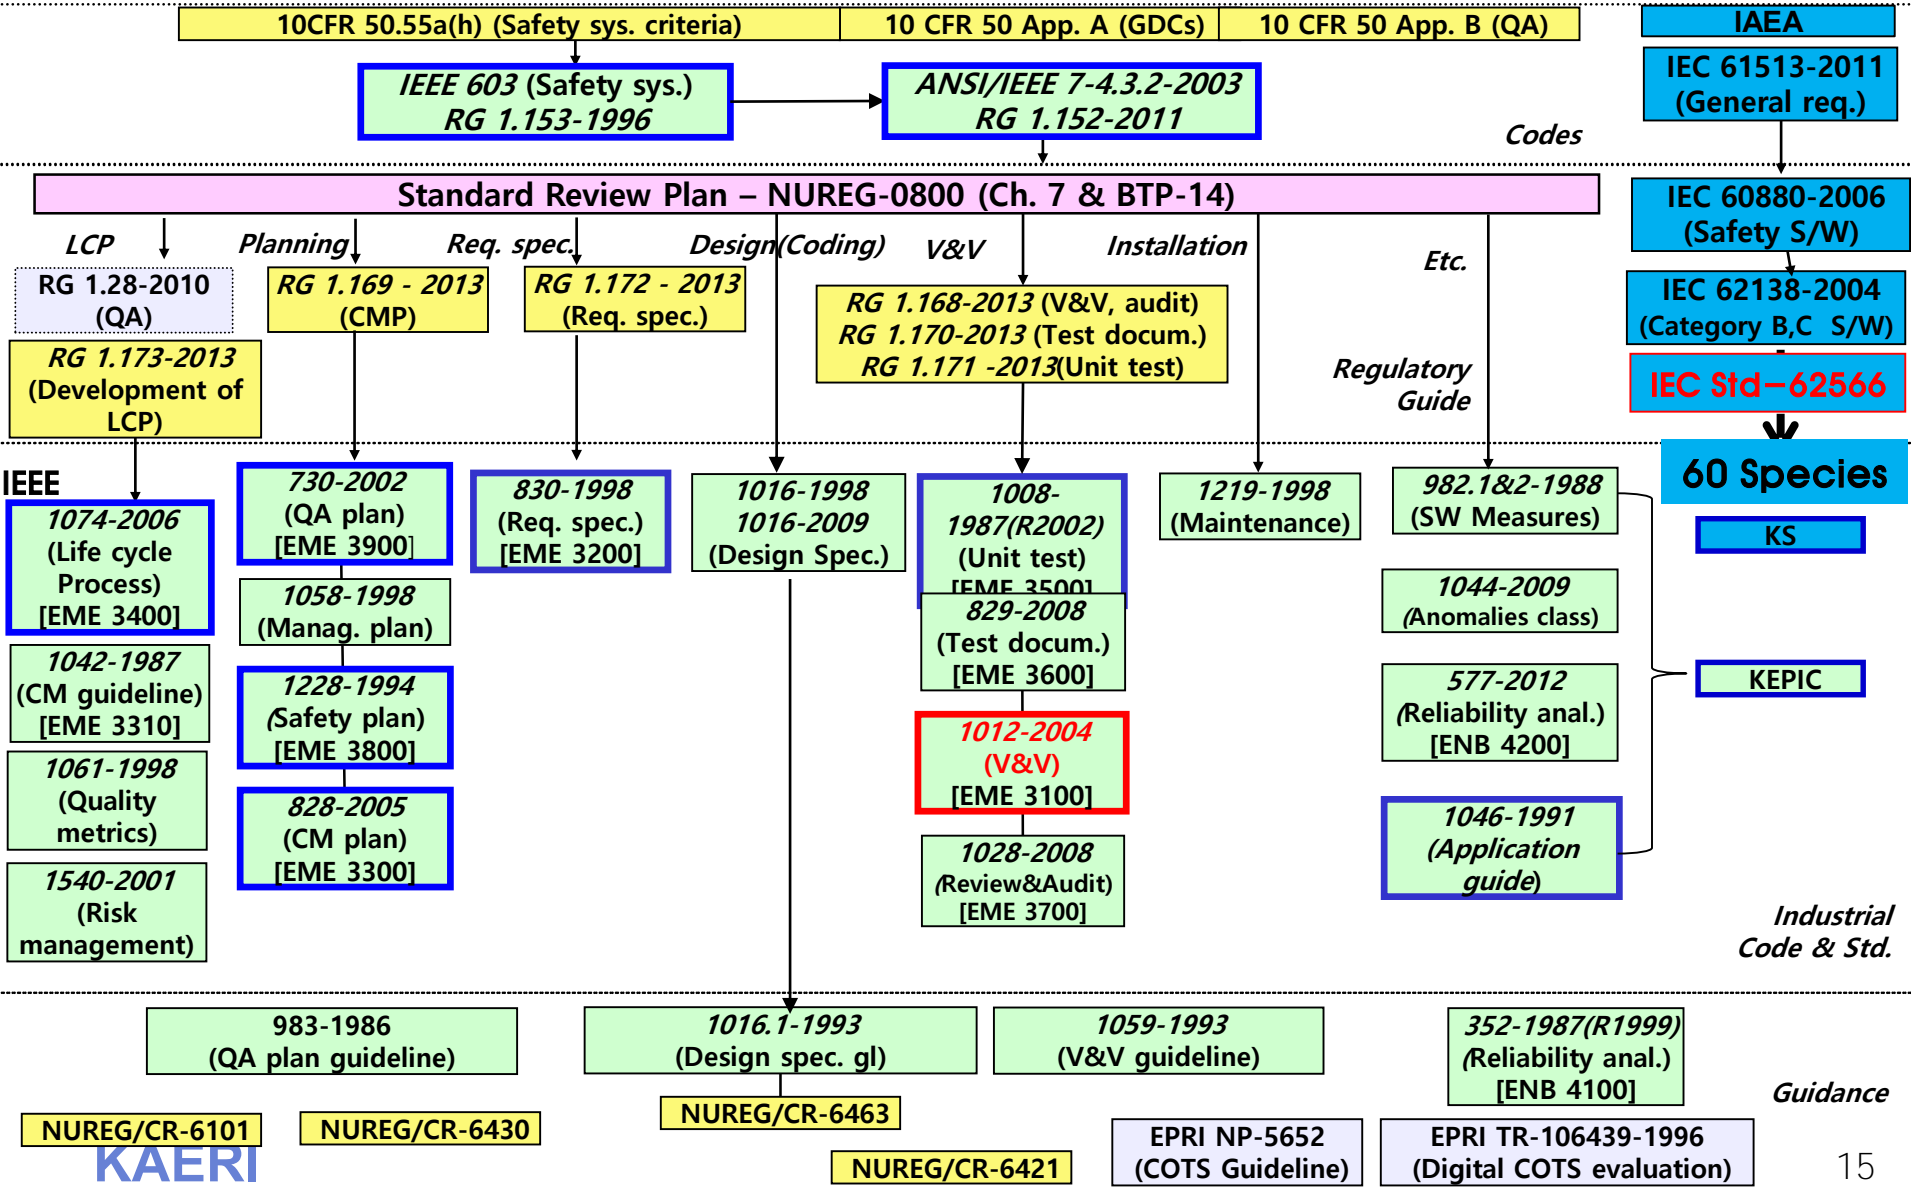 10CFR 50.55a(h) (Safety sys. criteria)
10 CFR 50 App. A (GDCs)
10 CFR 50 App. B (QA)
IAEA
IEEE 603 (Safety sys.)
RG 1.153-1996
ANSI/IEEE 7-4.3.2-2003
RG 1.152-2011
IEC 61513-2011
(General req.)
Codes
Standard Review Plan – NUREG-0800 (Ch. 7 & BTP-14)
IEC 60880-2006
(Safety S/W)
LCP
Planning
Req. spec.
Design(Coding)
V&V
Installation
Etc.
RG 1.28-2010
(QA)
RG 1.169 - 2013
(CMP)
RG 1.172 - 2013
(Req. spec.)
RG 1.168-2013 (V&V, audit)
RG 1.170-2013 (Test docum.)
RG 1.171 -2013(Unit test)
IEC 62138-2004
(Category B,C S/W)
RG 1.173-2013
(Development of
LCP)
Regulatory
Guide
IEC Std-62566
60 Species
IEEE
1074-2006
(Life cycle
Process)
[EME 3400]
730-2002
(QA plan)
[EME 3900]
830-1998
(Req. spec.)
[EME 3200]
1016-1998
1016-2009
(Design Spec.)
1008-
1987(R2002)
(Unit test)
[EME 3500]
1219-1998
(Maintenance)
982.1&2-1988
(SW Measures)
KS
1058-1998
(Manag. plan)
829-2008
(Test docum.)
[EME 3600]
1044-2009
(Anomalies class)
1042-1987
(CM guideline)
[EME 3310]
1228-1994
(Safety plan)
[EME 3800]
1012-2004
(V&V)
[EME 3100]
577-2012
(Reliability anal.)
[ENB 4200]
KEPIC
1061-1998
(Quality
metrics)
828-2005
(CM plan)
[EME 3300]
1028-2008
(Review&Audit)
[EME 3700]
1046-1991
(Application
guide)
1540-2001
(Risk
management)
Industrial
Code & Std.
983-1986
(QA plan guideline)
1016.1-1993
(Design spec. gl)
1059-1993
(V&V guideline)
352-1987(R1999)
(Reliability anal.)
[ENB 4100]
Guidance
NUREG/CR-6101
NUREG/CR-6430
NUREG/CR-6463
NUREG/CR-6421
EPRI NP-5652
(COTS Guideline)
EPRI TR-106439-1996
(Digital COTS evaluation)
KAERI
15